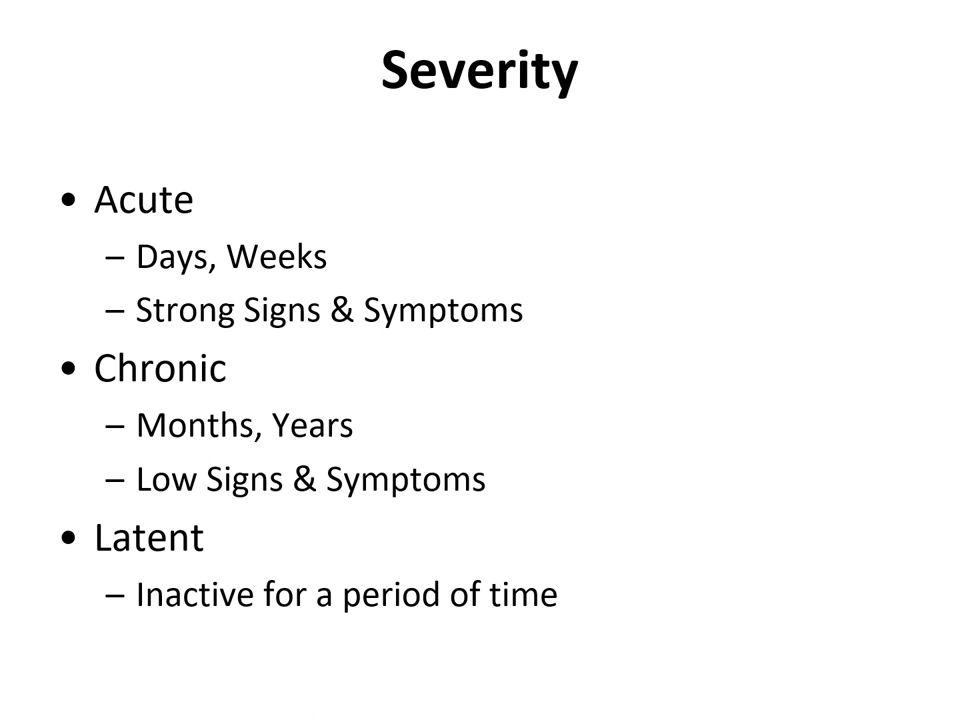 Severity
• Acute
– Days, Weeks
– Strong Signs & Symptoms
• Chronic
– Months, Years
– Low Signs & Symptoms
• Latent
– Inactive for a period of time